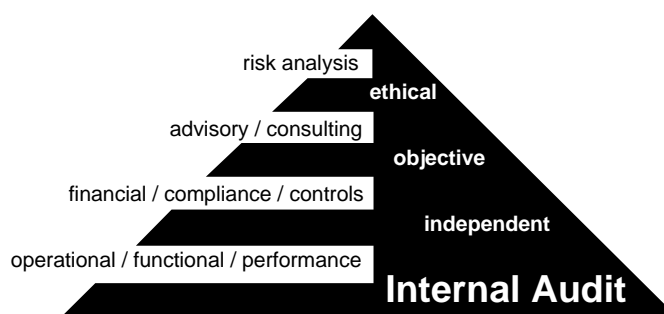 risk analysis
ethical
advisory / consulting
objective
financial / compliance / controls
independent
operational / functional / performance
Internal Audit